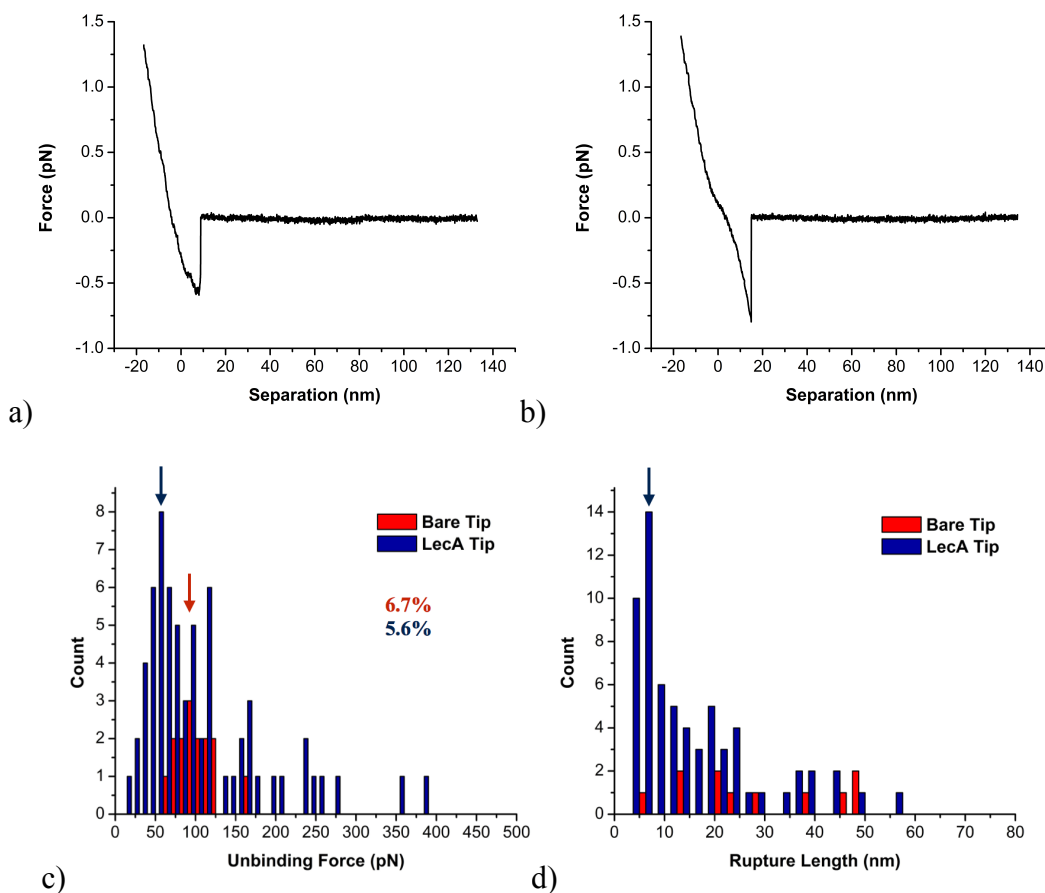 1.5
1.0
0.5
0.0
-0.5
-1.0
Force (pN)
-20 0 20 40 60 80 100 120 140
Separation (nm)
a)
1.5
1.0
0.5
0.0
-0.5
-1.0
Force (pN)
-20 0 20 40 60 80 100 120 140
Separation (nm)
b)
8
7
6
5
4
3
2
1
0
Count
Bare Tip
LecA Tip
6.7%
5.6%
0 50 100 150 200 250 300 350 400 450 500
Unbinding Force (pN)
c)
14
12
10
8
6
4
2
0
Count
Bare Tip
LecA Tip
0 10 20 30 40 50 60 70 80
Rupture Length (nm)
d)